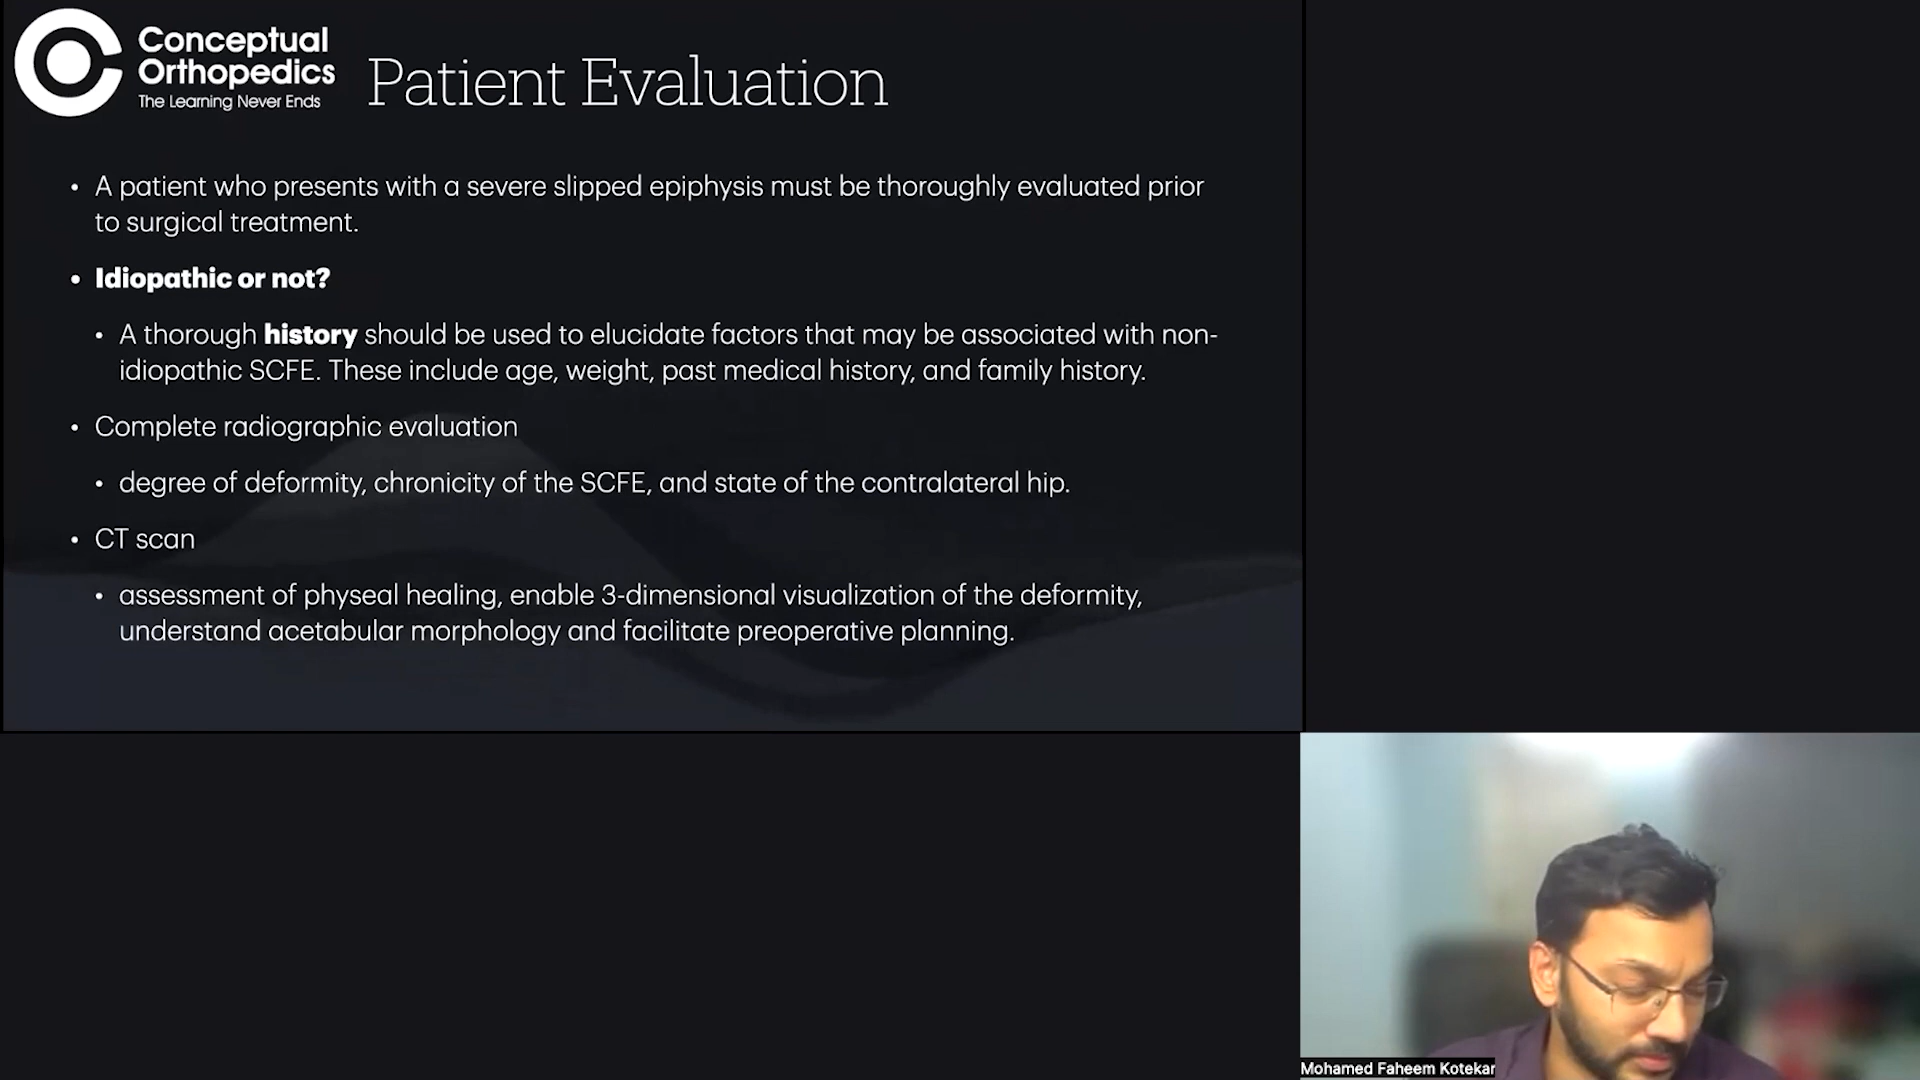 Conceptual
Orthopedics
The Learning Never Ends
Patient Evaluation
• A patient who presents with a severe slipped epiphysis must be thoroughly evaluated prior
to surgical treatment.
• Idiopathic or not?
• A thorough history should be used to elucidate factors that may be associated with non-
idiopathic SCFE. These include age, weight, past medical history, and family history.
• Complete radiographic evaluation
• degree of deformity, chronicity of the SCFE, and state of the contralateral hip.
• CT scan
• assessment of physeal healing, enable 3-dimensional visualization of the deformity,
understand acetabular morphology and facilitate preoperative planning.
Mohamed Faheem Kotekar